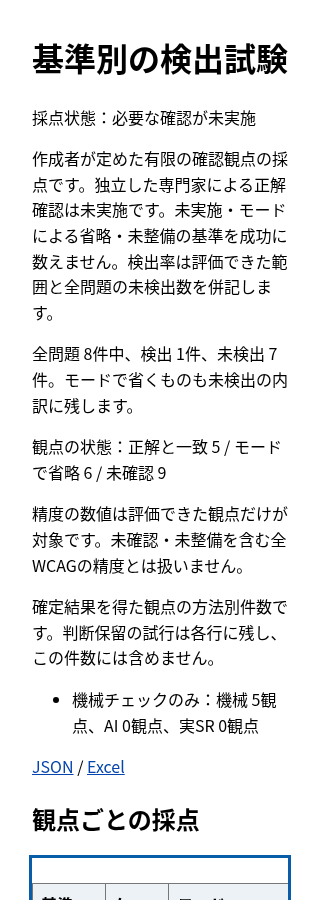 基準別の検出試験
採点状態：必要な確認が未実施
作成者が定めた有限の確認観点の採
点です。独立した専門家による正解
確認は未実施です。未実施・モード
による省略・未整備の基準を成功に
数えません。検出率は評価できた範
囲と全問題の未検出数を併記しま
す。
全問題 8件中、検出 1件、未検出 7
件。モードで省くものも未検出の内
訳に残します。
観点の状態：正解と一致 5 / モード
で省略 6 / 未確認 9
精度の数値は評価できた観点だけが
対象です。未確認・未整備を含む全
WCAGの精度とは扱いません。
確定結果を得た観点の方法別件数で
す。判断保留の試行は各行に残し、
この件数には含めません。
• 機械チェックのみ：機械 5観
点、AI 0観点、実SR 0観点
JSON / Excel
観点ごとの採点